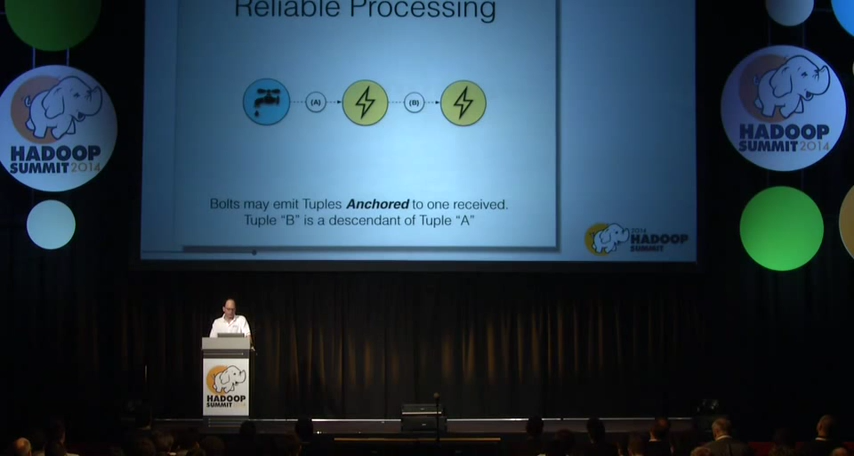 Reliable Processing
(A)
(B)
Bolts may emit Tuples Anchored to one received.
Tuple “B” is a descendant of Tuple “A”
HADOOP
SUMMIT 2014
HADOOP
SUMMIT 2014
2014
HADOOP
SUMMIT
HADOOP
SUMMIT